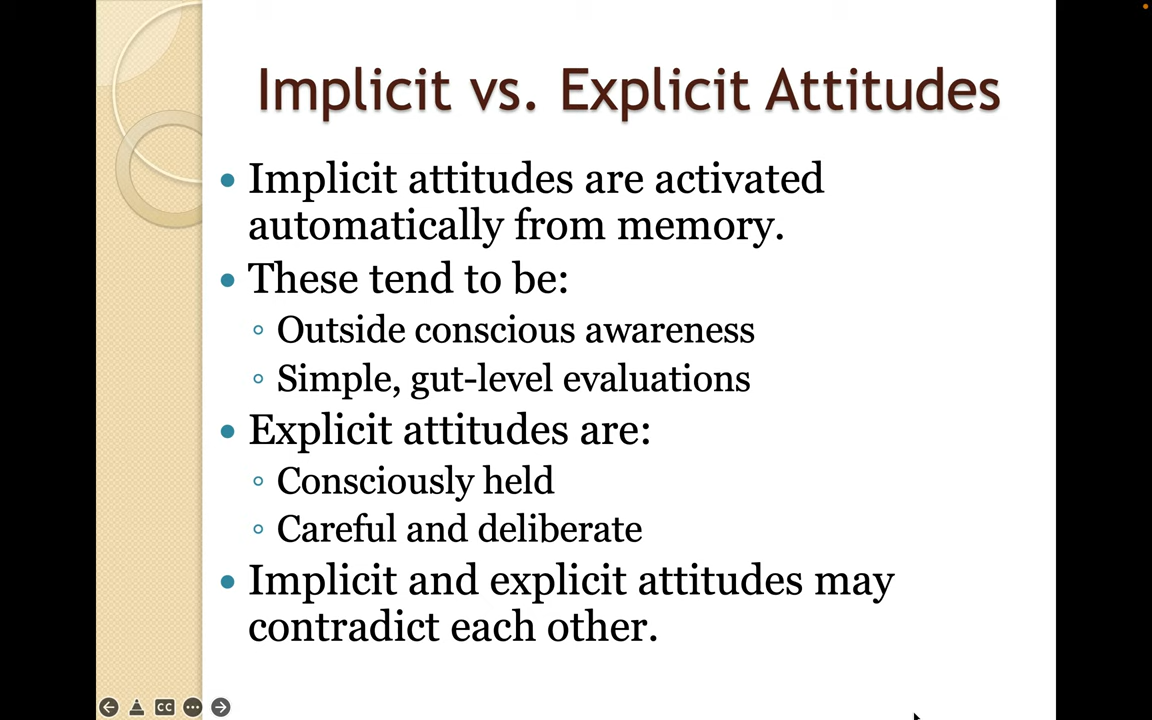 Implicit vs. Explicit Attitudes
• Implicit attitudes are activated
automatically from memory.
• These tend to be:
◦ Outside conscious awareness
◦ Simple, gut-level evaluations
• Explicit attitudes are:
◦ Consciously held
◦ Careful and deliberate
• Implicit and explicit attitudes may
contradict each other.
CC